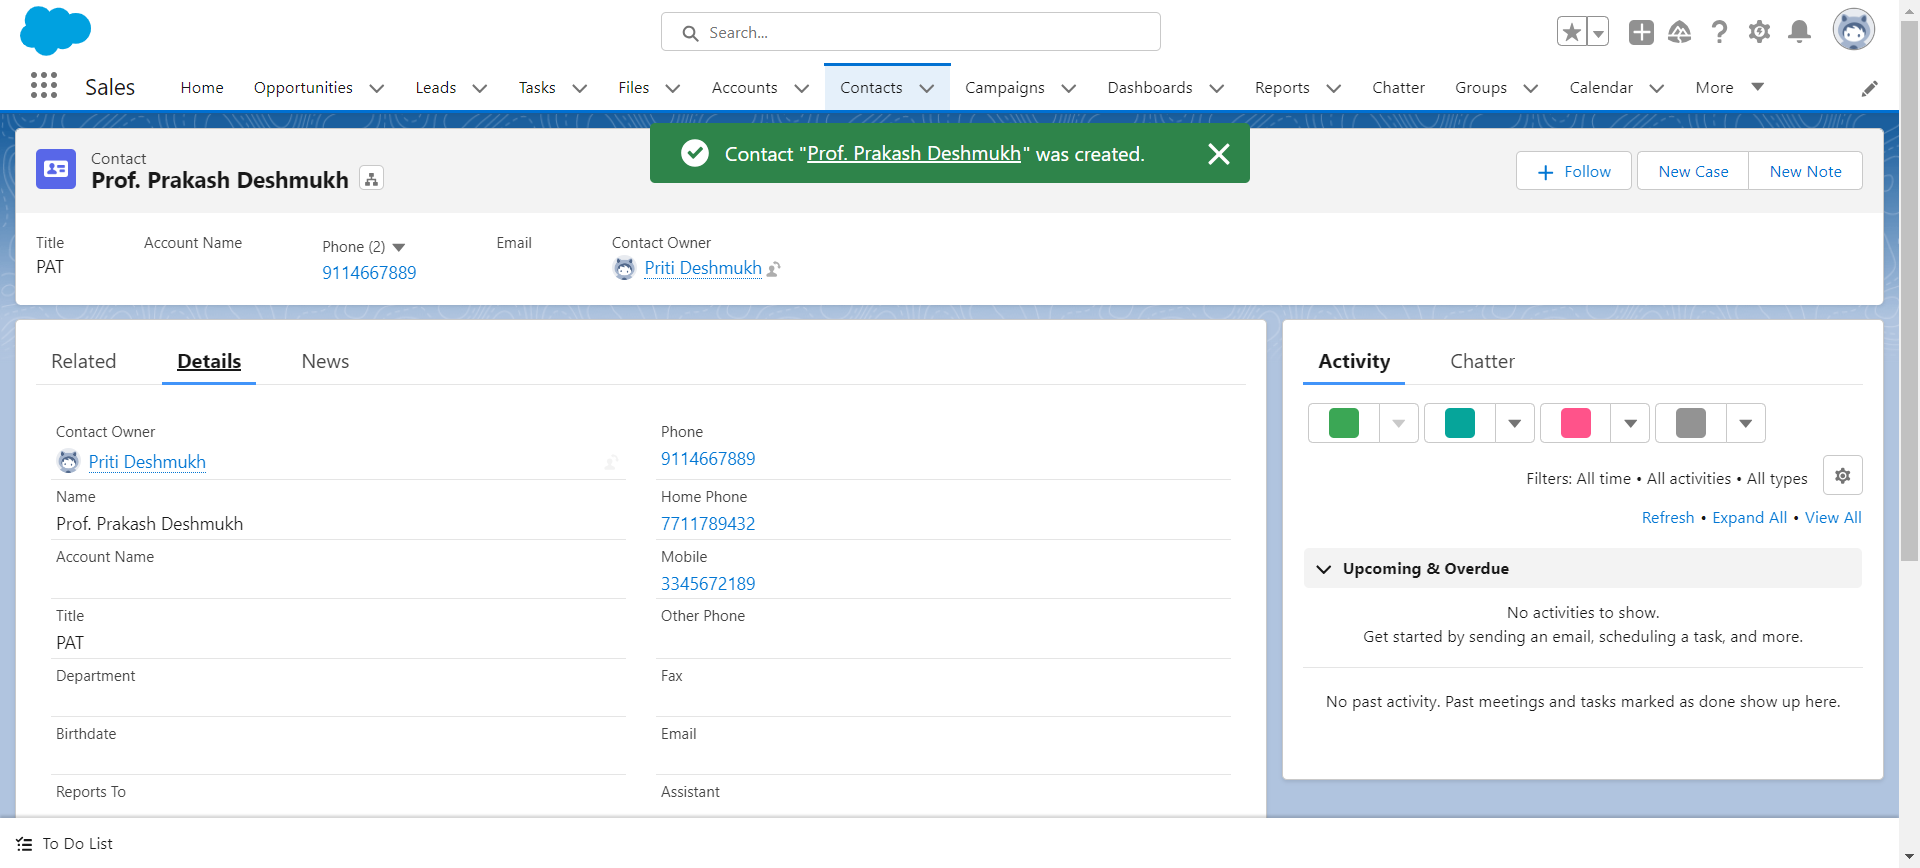 Search...
Sales
Home
Opportunities
Leads
Tasks
Files
Accounts
Contacts
Campaigns
Dashboards
Reports
Chatter
Groups
Calendar
More
Contact "Prof. Prakash Deshmukh" was created.
Contact
Prof. Prakash Deshmukh
Follow
New Case
New Note
Title
PAT
Account Name
Phone (2)
9114667889
Email
Contact Owner
Priti Deshmukh
Related
Details
News
Contact Owner
Priti Deshmukh
Name
Prof. Prakash Deshmukh
Account Name
Title
PAT
Department
Birthdate
Reports To
Phone
9114667889
Home Phone
7711789432
Mobile
3345672189
Other Phone
Fax
Email
Assistant
Activity
Chatter
Filters: All time • All activities • All types
Refresh • Expand All • View All
Upcoming & Overdue
No activities to show.
Get started by sending an email, scheduling a task, and more.
No past activity. Past meetings and tasks marked as done show up here.
To Do List